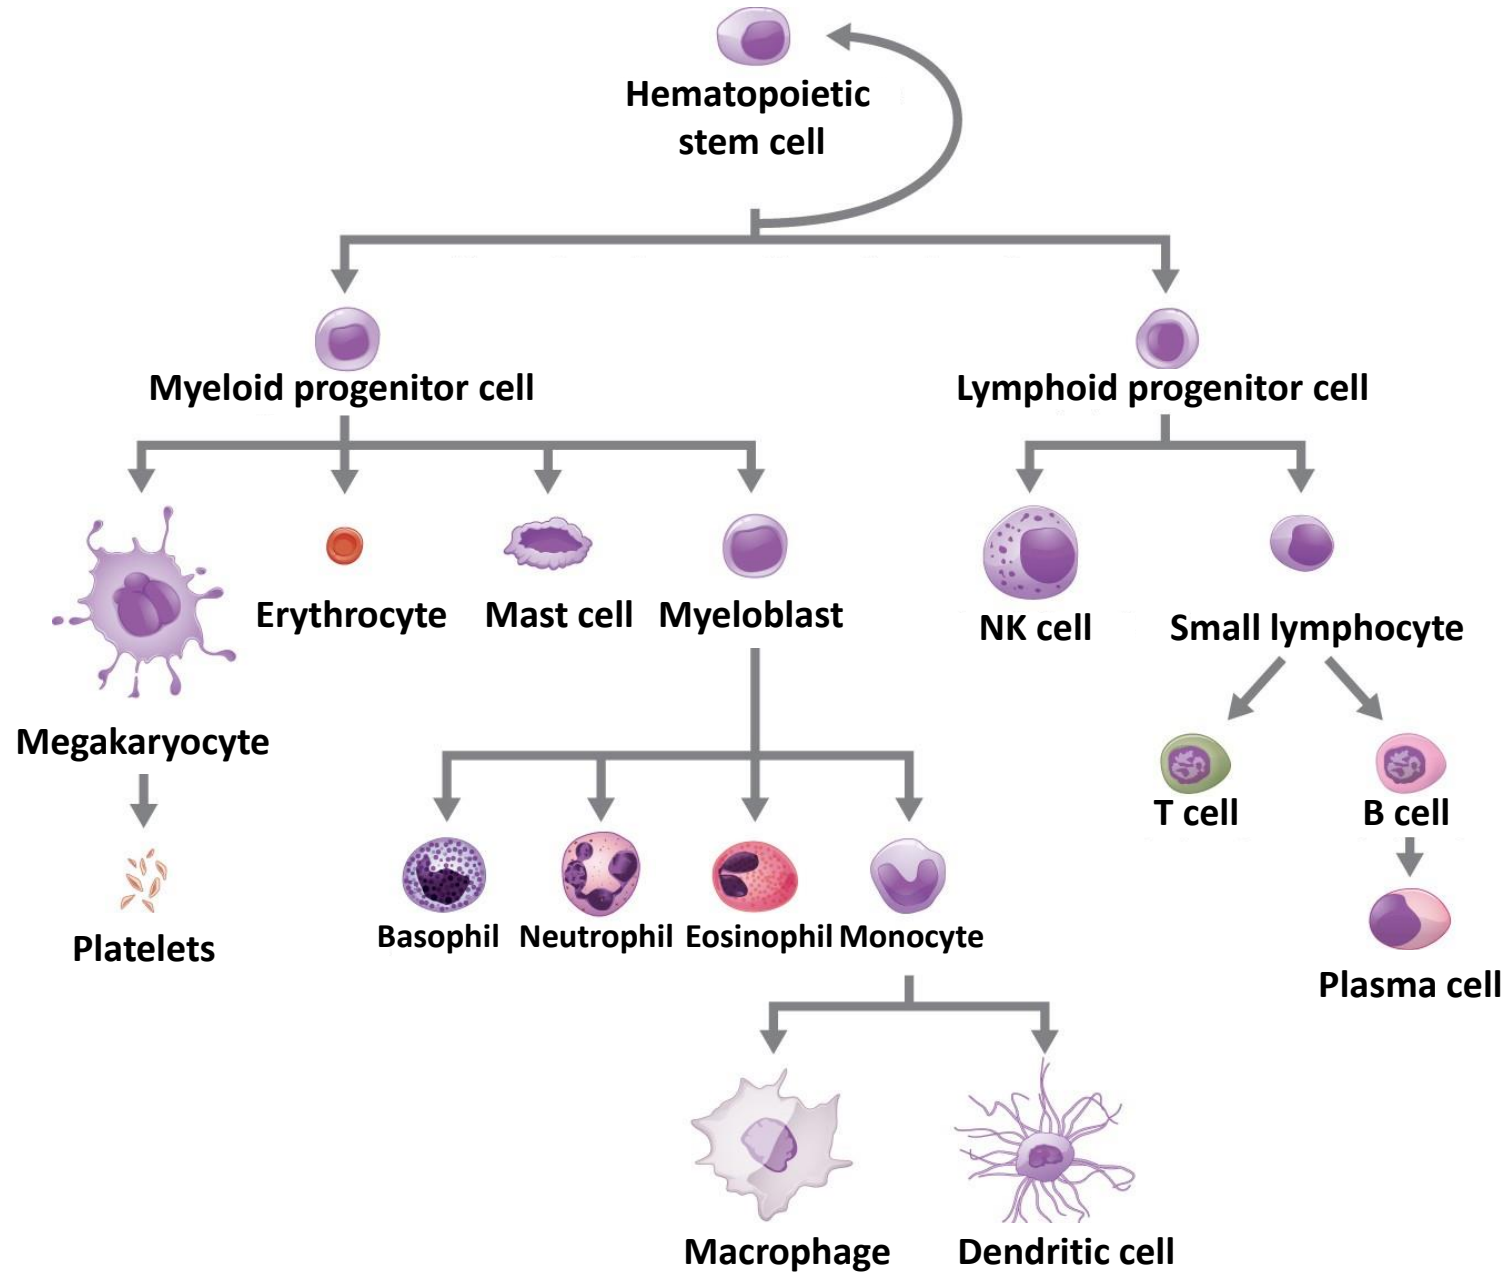 Hematopoietic
stem cell
Myeloid progenitor cell
Lymphoid progenitor cell
Erythrocyte
Mast cell
Myeloblast
NK cell
Small lymphocyte
Megakaryocyte
T cell
B cell
Platelets
Basophil
Neutrophil
Eosinophil
Monocyte
Plasma cell
Macrophage
Dendritic cell